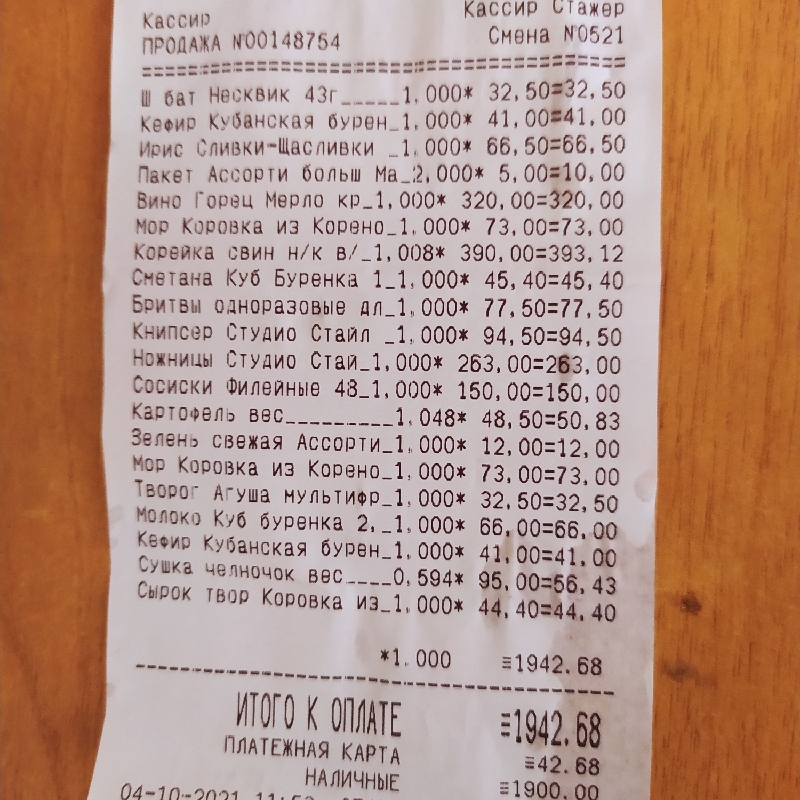 Кассир Кассир Стажер
ПРОДАЖА №00148754 Смена №0521
Ш бат Несквик 43г_____1,000* 32,50=32,50
Кефир Кубанская бурен_1,000* 41,00=41,00
Ирис Сливки-Щасливки _1,000* 66,50=66,50
Пакет Ассорти больш Ма_2,000* 5,00=10,00
Вино Горец Мерло кр_1,000* 320,00=320,00
Мор Коровка из Корено_1,000* 73,00=73,00
Корейка свин н/к в/_1,008* 390,00=393,12
Сметана Куб Буренка 1_1,000* 45,40=45,40
Бритвы одноразовые дл_1,000* 77,50=77,50
Книпсер Студио Стайл _1,000* 94,50=94,50
Ножницы Студио Стай_1,000* 263,00=263,00
Сосиски Филейные 48_1,000* 150,00=150,00
Картофель вес_________1,048* 48,50=50,83
Зелень свежая Ассорти_1,000* 12,00=12,00
Мор Коровка из Корено_1,000* 73,00=73,00
Творог Агуша мультифр_1,000* 32,50=32,50
Молоко Куб буренка 2,_1,000* 66,00=66,00
Кефир Кубанская бурен_1,000* 41,00=41,00
Сушка челночок вес____0,594* 95,00=56,43
Сырок твор Коровка из_1,000* 44,40=44,40
*1.000 ≡1942.68
ИТОГО К ОПЛАТЕ ≡1942.68
ПЛАТЕЖНАЯ КАРТА ≡42.68
НАЛИЧНЫЕ ≡1900.00
04-10-2021